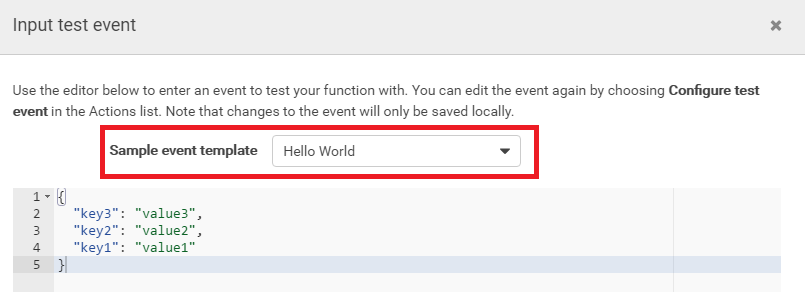 Input test event
Use the editor below to enter an event to test your function with. You can edit the event again by choosing Configure test
event in the Actions list. Note that changes to the event will only be saved locally.
Sample event template Hello World
1 {
2 "key3": "value3",
3 "key2": "value2",
4 "key1": "value1"
5 }